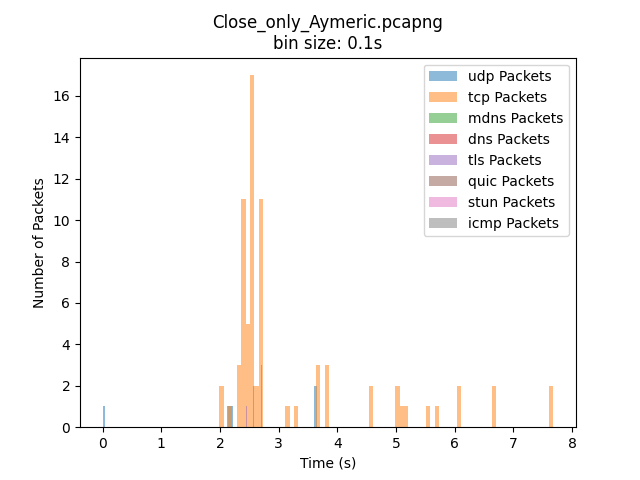 Close_only_Aymeric.pcapng
bin size: 0.1s
udp Packets
tcp Packets
mdns Packets
dns Packets
tls Packets
quic Packets
stun Packets
icmp Packets
Number of Packets
16
14
12
10
8
6
4
2
0
0 1 2 3 4 5 6 7 8
Time (s)